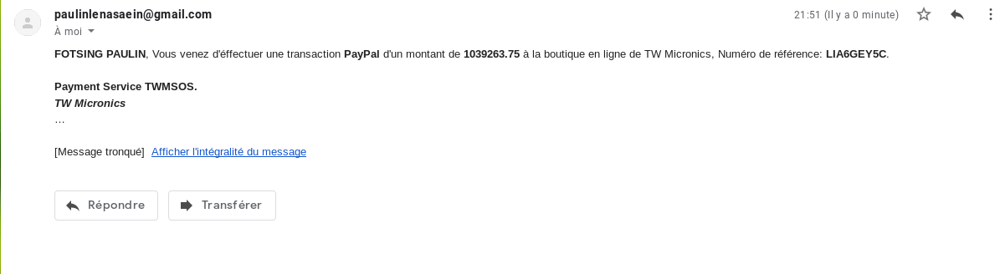 paulinlenasaein@gmail.com 21:51 (Il y a 0 minute)
À moi
FOTSING PAULIN, Vous venez d'éffectuer une transaction PayPal d'un montant de 1039263.75 à la boutique en ligne de TW Micronics, Numéro de référence: LIA6GEY5C.
Payment Service TWMSOS.
TW Micronics
...
[Message tronqué] Afficher l'intégralité du message
Répondre Transférer